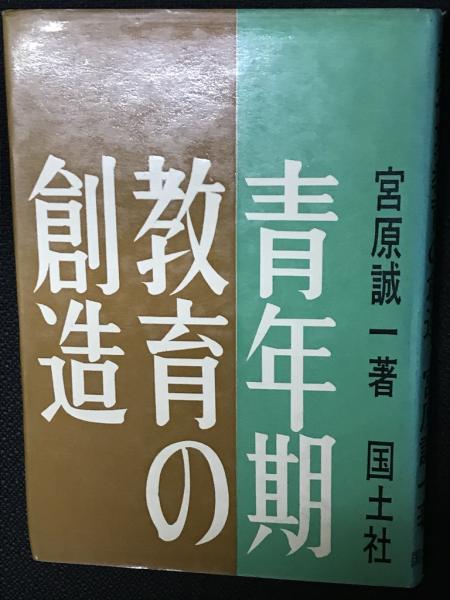 宮原誠一著 国土社
青年期
教育の
創造